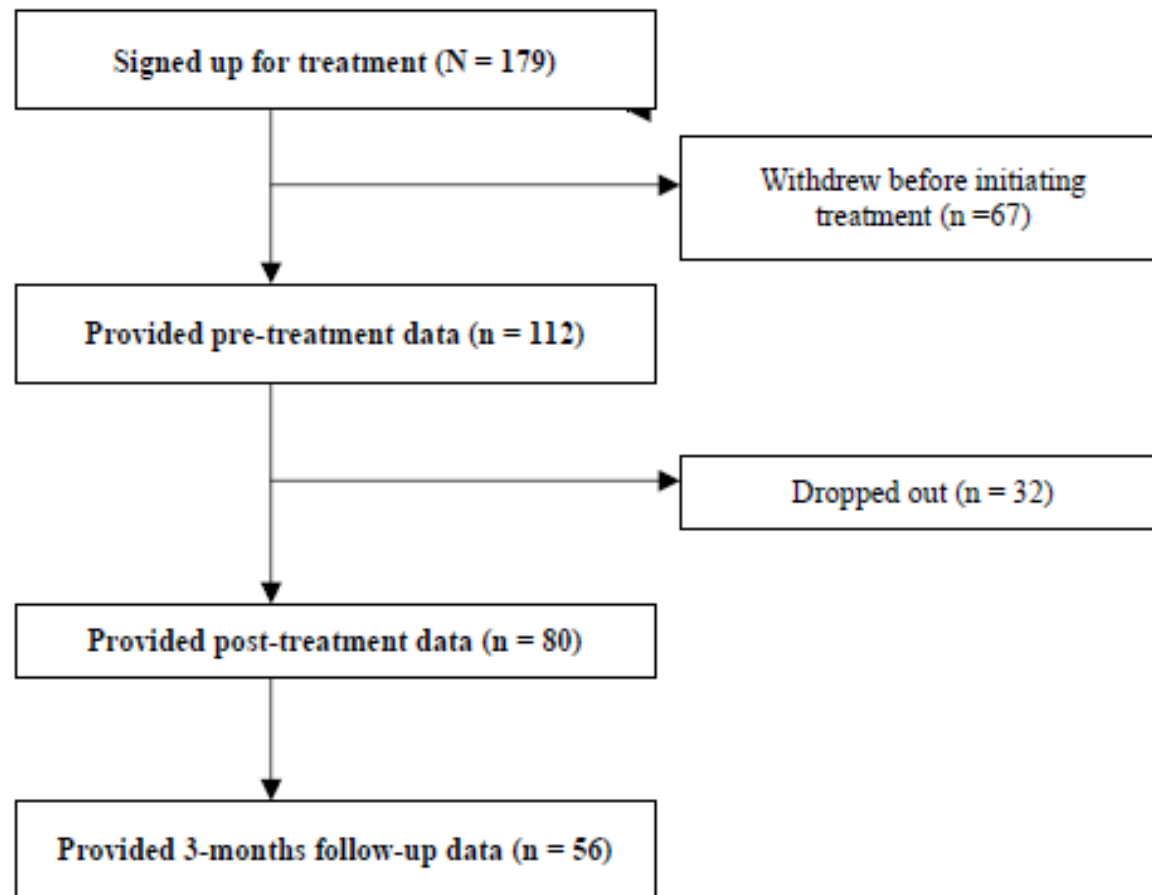 Signed up for treatment (N = 179)
Withdrew before initiating
treatment (n =67)
Provided pre-treatment data (n = 112)
Dropped out (n = 32)
Provided post-treatment data (n = 80)
Provided 3-months follow-up data (n = 56)